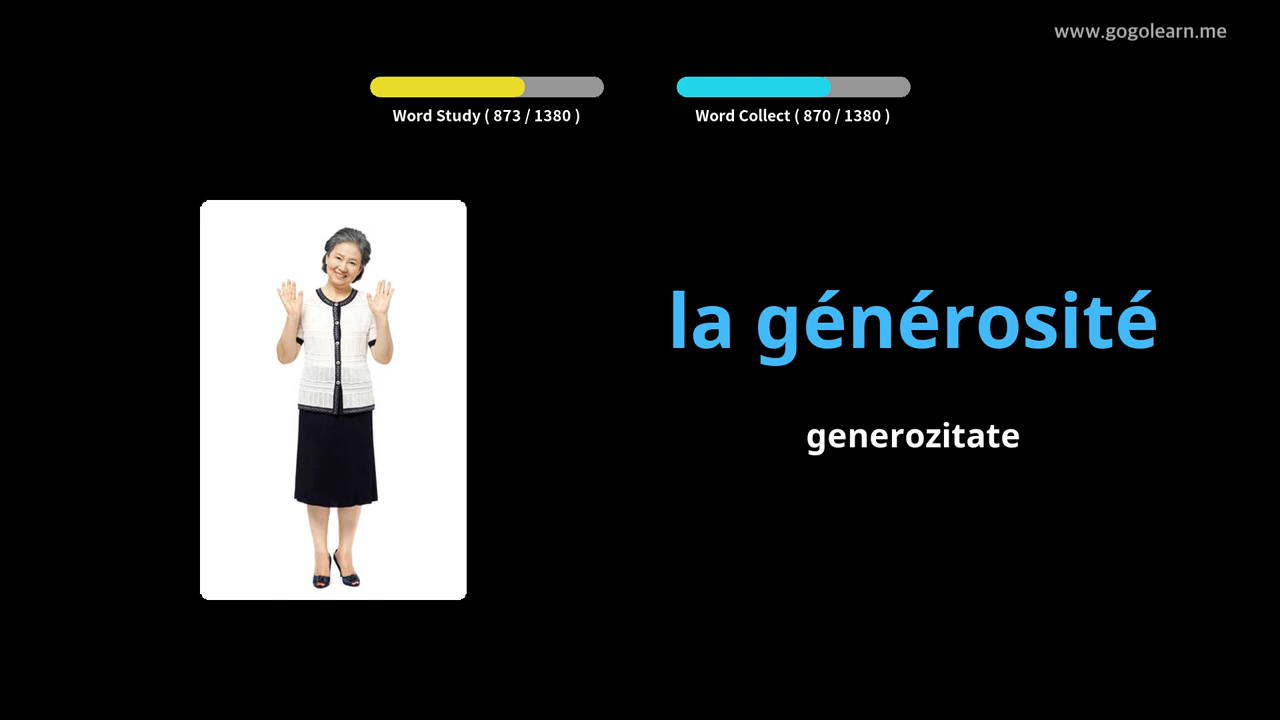 www.gogolearn.me
Word Study ( 873 / 1380 )
Word Collect ( 870 / 1380 )
la générosité
generozitate